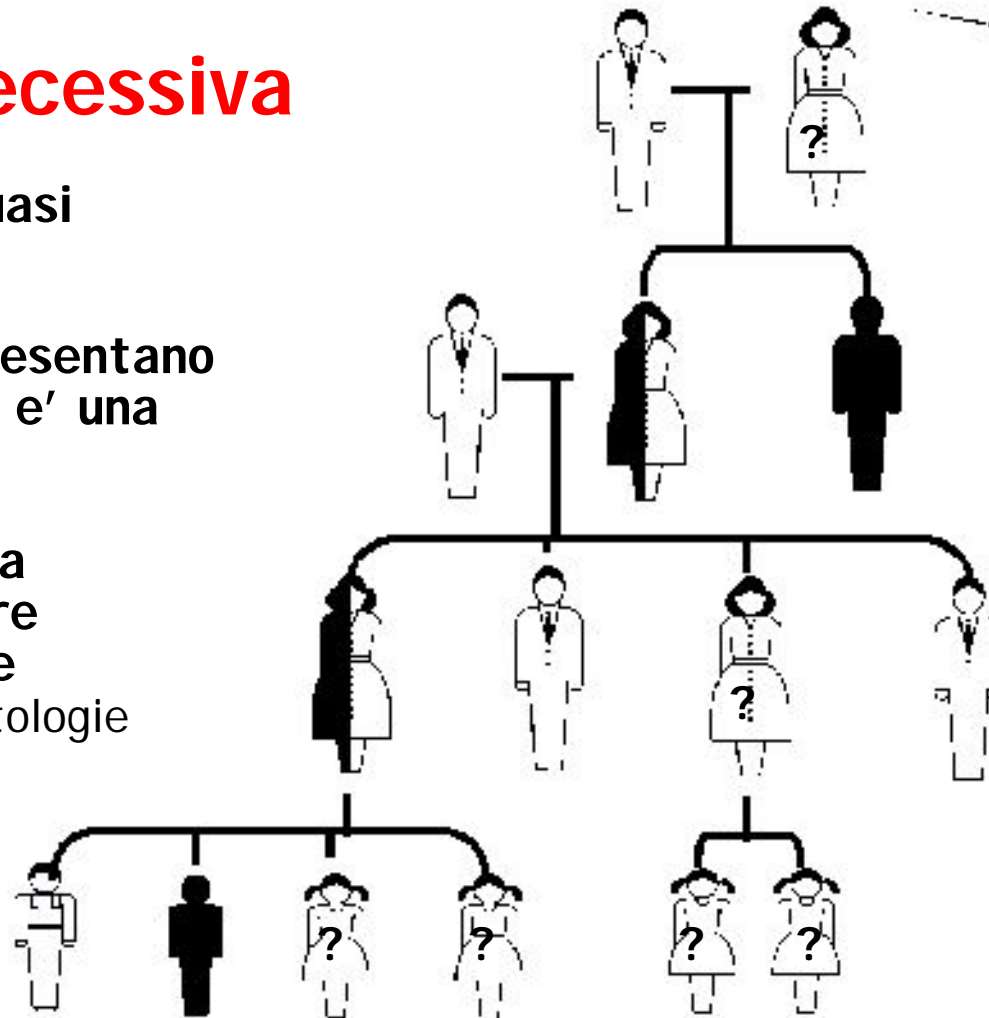 ecessiva
uasi
?
esentano
e' una
a
re
e
?
tologie
? ? ? ?